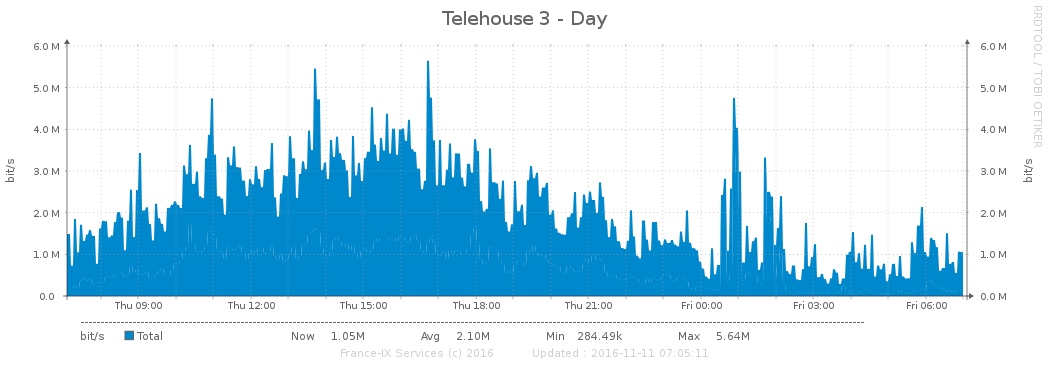 Telehouse 3 - Day
RRDTOOL / TOBI OETIKER
6.0 M 6.0 M
5.0 M 5.0 M
4.0 M 4.0 M
3.0 M 3.0 M
2.0 M 2.0 M
1.0 M 1.0 M
0.0 0.0 M
bit/s
bit/s
Thu 09:00 Thu 12:00 Thu 15:00 Thu 18:00 Thu 21:00 Fri 00:00 Fri 03:00 Fri 06:00
bit/s Total Now 1.05M Avg 2.10M Min 284.49k Max 5.64M
France-IX Services (c) 2016 Updated : 2016-11-11 07:05:11